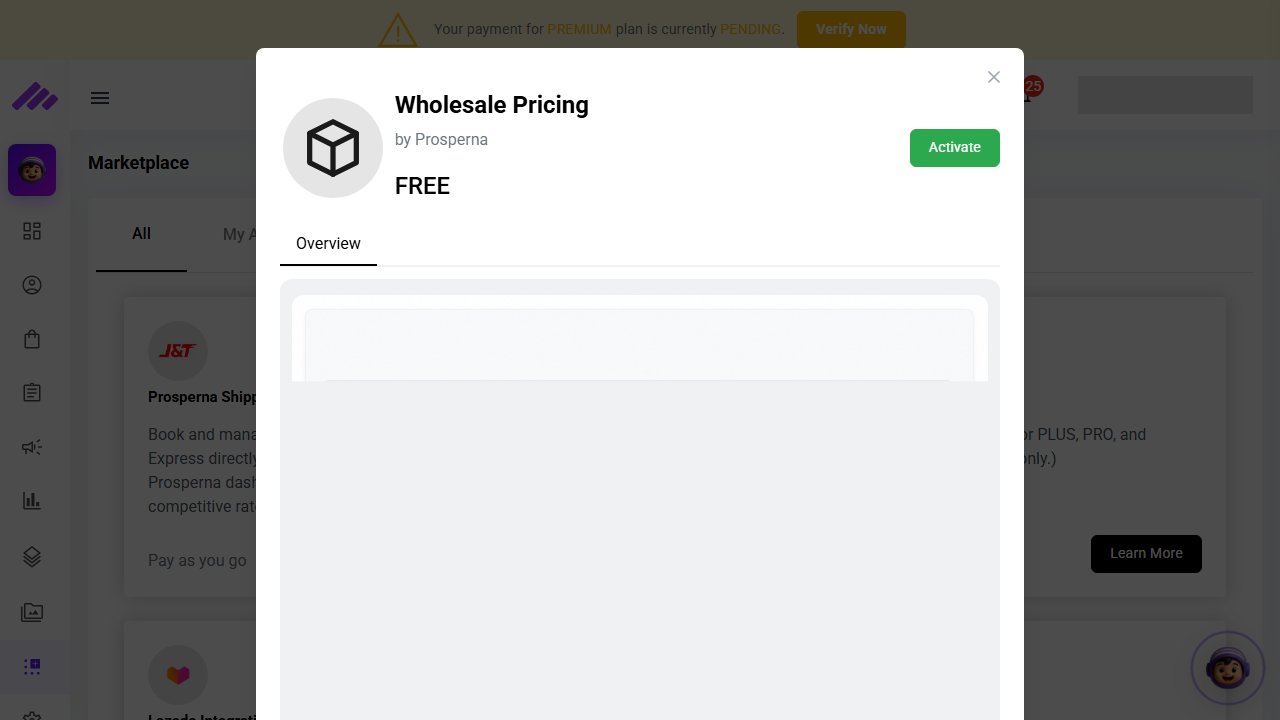 Your payment for PREMIUM plan is currently PENDING.
Verify Now
25
Marketplace
All
My A
Wholesale Pricing
by Prosperna
FREE
Activate
Overview
J&T
Prosperna Shipp
Book and mana
Express directly
Prosperna dash
competitive rat
Pay as you go
or PLUS, PRO, and
only.)
Learn More
Lazada Integrati